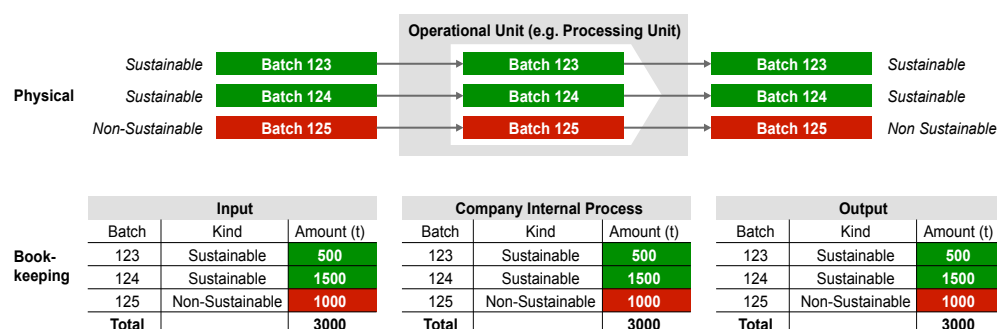 Operational Unit (e.g. Processing Unit)
Physical
Sustainable Batch 123 Batch 123 Batch 123 Sustainable
Sustainable Batch 124 Batch 124 Batch 124 Sustainable
Non-Sustainable Batch 125 Batch 125 Batch 125 Non Sustainable
Book-
keeping
Input
Batch Kind Amount (t)
123 Sustainable 500
124 Sustainable 1500
125 Non-Sustainable 1000
Total 3000
Company Internal Process
Batch Kind Amount (t)
123 Sustainable 500
124 Sustainable 1500
125 Non-Sustainable 1000
Total 3000
Output
Batch Kind Amount (t)
123 Sustainable 500
124 Sustainable 1500
125 Non-Sustainable 1000
Total 3000